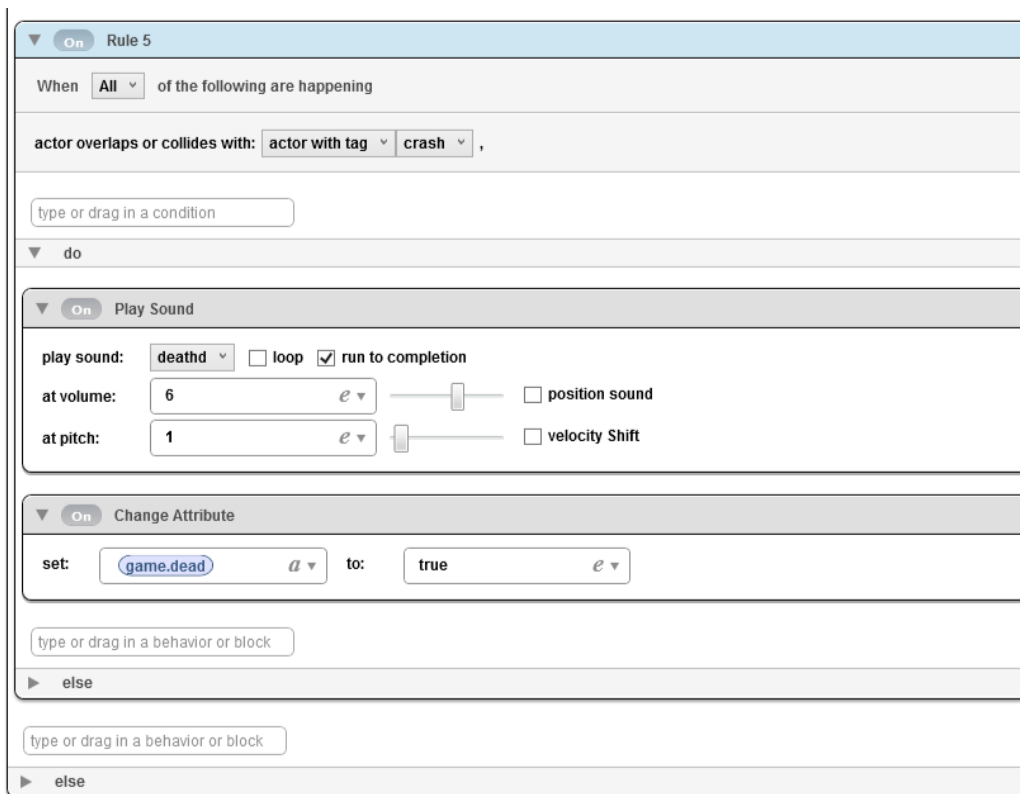 On Rule 5
When All of the following are happening
actor overlaps or collides with: actor with tag crash ,
type or drag in a condition
do
On Play Sound
play sound: deathd loop run to completion
at volume: 6 e position sound
at pitch: 1 e velocity Shift
On Change Attribute
set: game.dead a to: true e
type or drag in a behavior or block
else
type or drag in a behavior or block
else